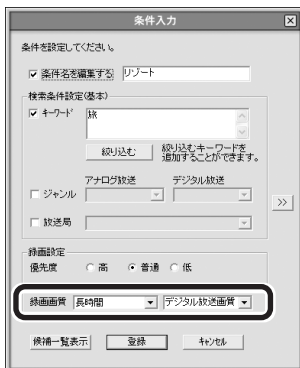 条件入力
条件を設定してください。
条件名を編集する リゾート
検索条件設定(基本)
キーワード 旅
絞り込む 絞り込むキーワードを
追加することができます。
アナログ放送 デジタル放送
ジャンル
放送局
>>
録画設定
優先度 高 普通 低
録画画質 長時間 デジタル放送画質
候補一覧表示 登録 キャンセル